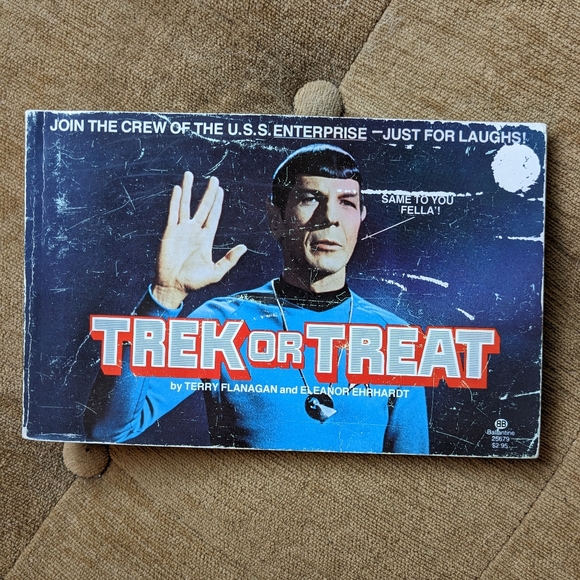 JOIN THE CREW OF THE U.S.S. ENTERPRISE —JUST FOR LAUGHS!
SAME TO YOU
FELLA'!
TREK OR TREAT
by TERRY FLANAGAN and ELEANOR EHRHARDT
BB
Ballantine
25679
$2.95